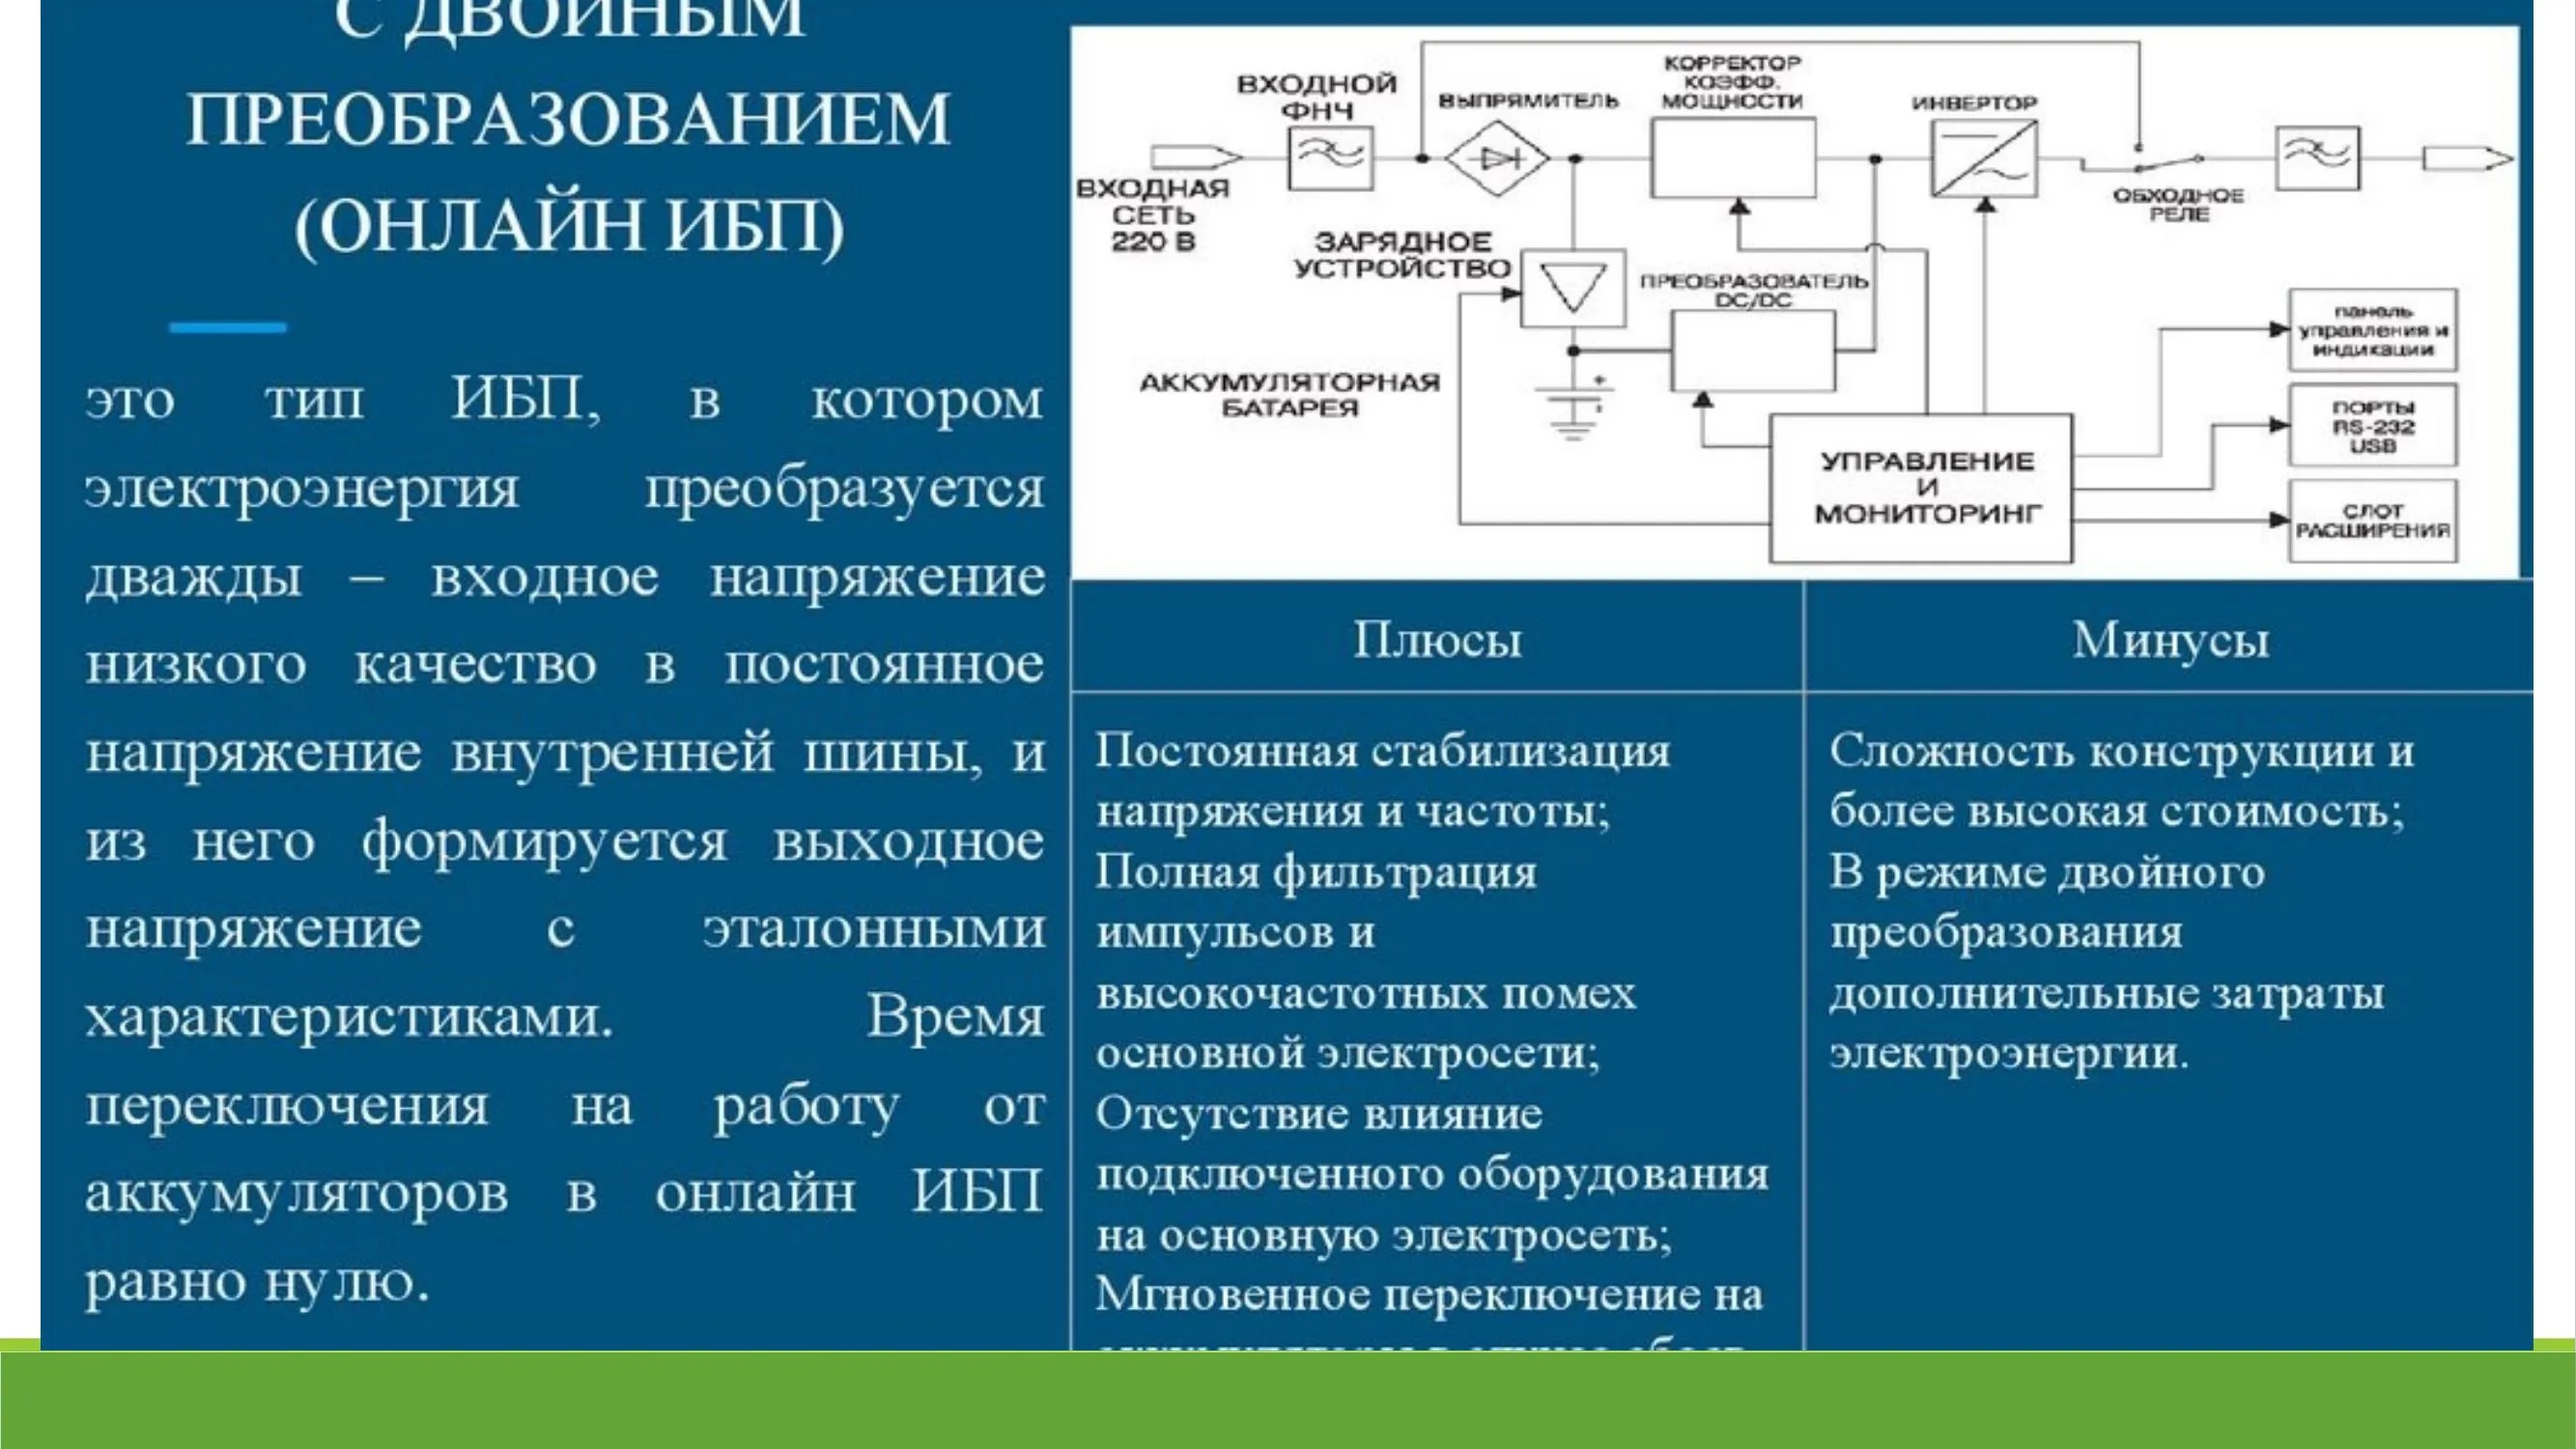 С ДВОЙНЫМ
ПРЕОБРАЗОВАНИЕМ
(ОНЛАЙН ИБП)
это тип ИБП, в котором
электроэнергия преобразуется
дважды – входное напряжение
низкого качество в постоянное
напряжение внутренней шины, и
из него формируется выходное
напряжение с эталонными
характеристиками. Время
переключения на работу от
аккумуляторов в онлайн ИБП
равно нулю.
ВХОДНАЯ
СЕТЬ
220 В
ВХОДНОЙ
ФНЧ
ВЫПРЯМИТЕЛЬ
КОРРЕКТОР
КОЭФФ.
МОЩНОСТИ
ИНВЕРТОР
ОБХОДНОЕ
РЕЛЕ
ЗАРЯДНОЕ
УСТРОЙСТВО
ПРЕОБРАЗОВАТЕЛЬ
DC/DC
АККУМУЛЯТОРНАЯ
БАТАРЕЯ
+
-
УПРАВЛЕНИЕ
И
МОНИТОРИНГ
панель
управления и
индикации
ПОРТЫ
RS-232
USB
СЛОТ
РАСШИРЕНИЯ
Плюсы
Постоянная стабилизация
напряжения и частоты;
Полная фильтрация
импульсов и
высокочастотных помех
основной электросети;
Отсутствие влияние
подключенного оборудования
на основную электросеть;
Мгновенное переключение на
Минусы
Сложность конструкции и
более высокая стоимость;
В режиме двойного
преобразования
дополнительные затраты
электроэнергии.